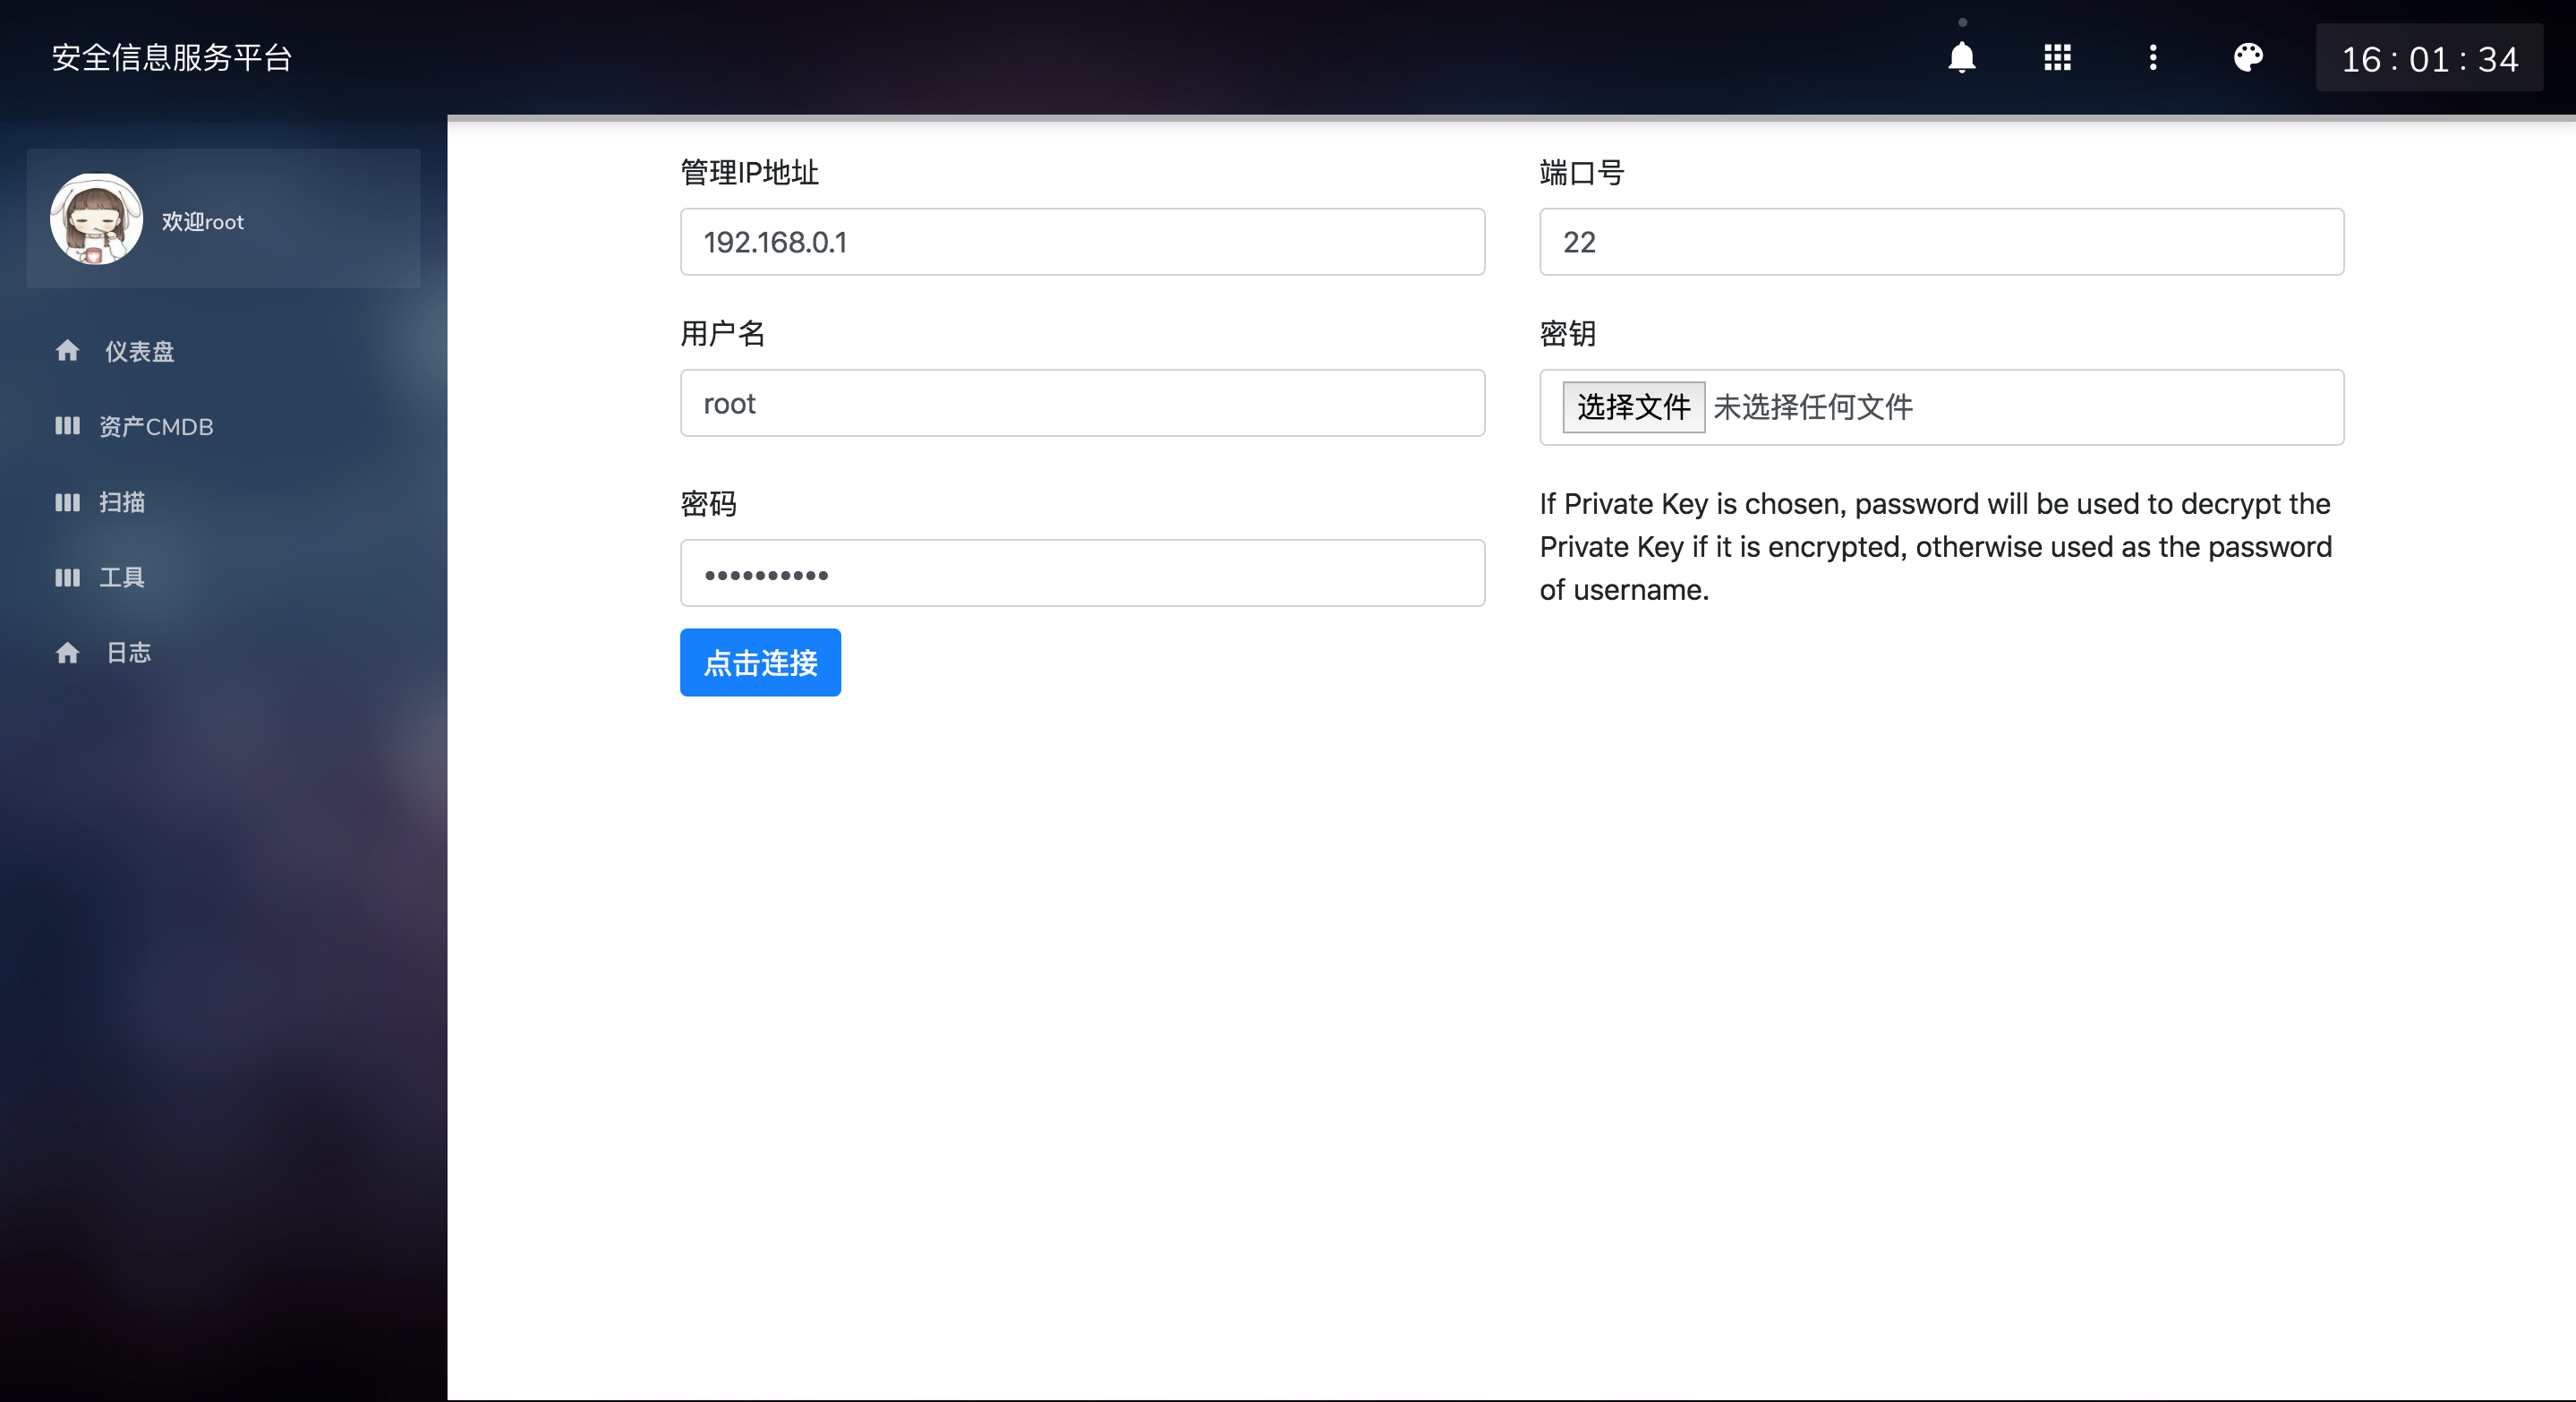 安全信息服务平台
16 : 01 : 34
欢迎root
仪表盘
资产CMDB
扫描
工具
日志
管理IP地址
192.168.0.1
端口号
22
用户名
root
密钥
选择文件 未选择任何文件
密码
••••••••••
If Private Key is chosen, password will be used to decrypt the
Private Key if it is encrypted, otherwise used as the password
of username.
点击连接